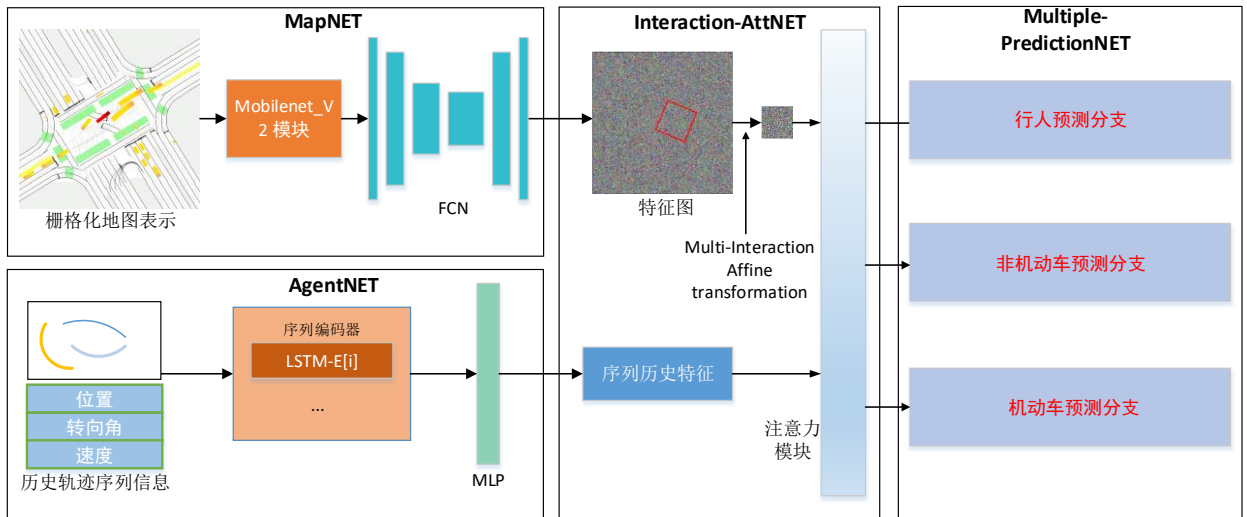 MapNET
Mobilenet_V
2 模块
FCN
栅格化地图表示
AgentNET
序列编码器
LSTM-E[i]
...
位置
转向角
速度
历史轨迹序列信息
MLP
Interaction-AttNET
特征图
Multi-Interaction
Affine
transformation
序列历史特征
注意力
模块
Multiple-
PredictionNET
行人预测分支
非机动车预测分支
机动车预测分支